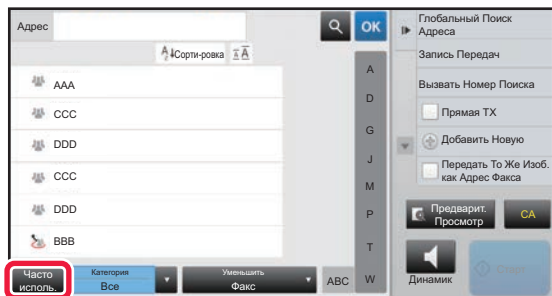 Адрес
OK
Сорти-ровка
AAA
CCC
DDD
CCC
DDD
BBB
A
D
G
J
M
P
T
W
Часто
исполь.
Категория
Все
Уменьшить
Факс
ABC
Глобальный Поиск
Адреса
Запись Передач
Вызвать Номер Поиска
Прямая TX
Добавить Новую
Передать То Же Изоб.
как Адрес Факса
Предварит.
Просмотр
CA
Динамик
Старт